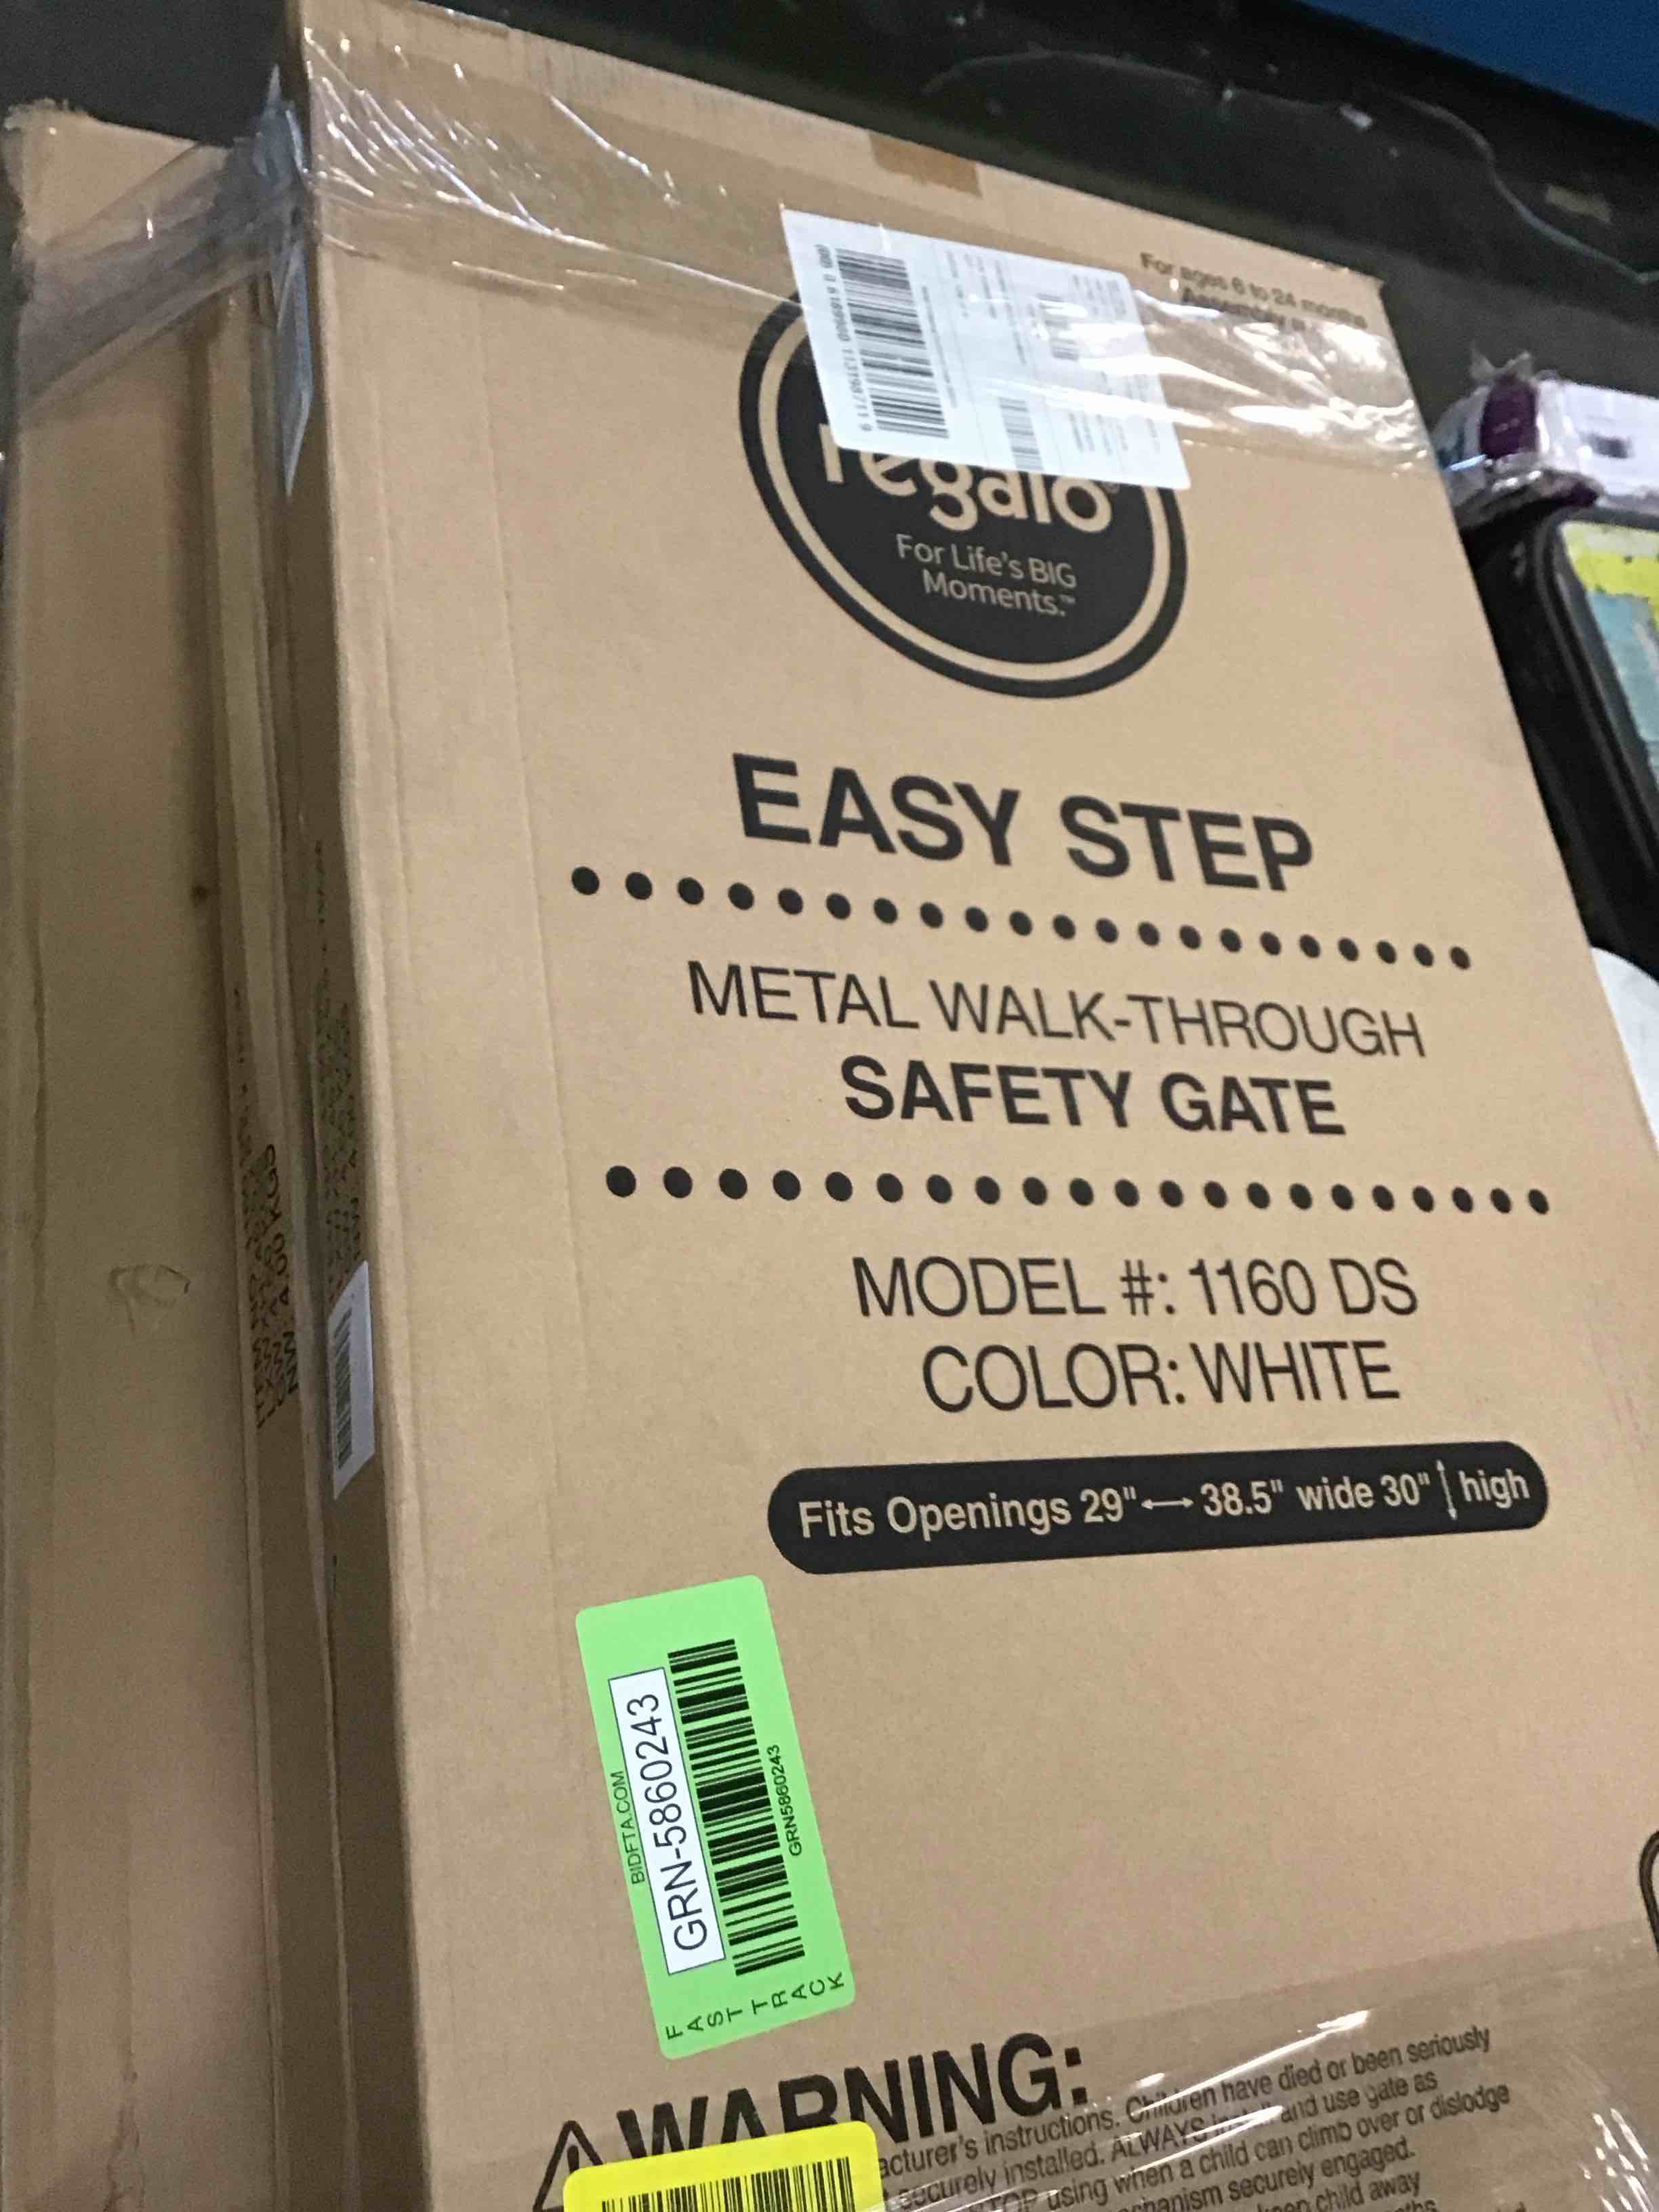 For ages 6 to 24 months
regalo®
For Life's BIG
Moments.™
EASY STEP
METAL WALK-THROUGH
SAFETY GATE
MODEL #: 1160 DS
COLOR: WHITE
Fits Openings 29"⟷38.5" wide 30"↕high
BIDFTA.COM
GRN-5860243
GRN5860243
FAST TRACK
⚠WARNING:
instructions. Children have died or been seriously
securely installed. ALWAYS and use gate as
using when a child can climb over or dislodge
securely engaged.
child away